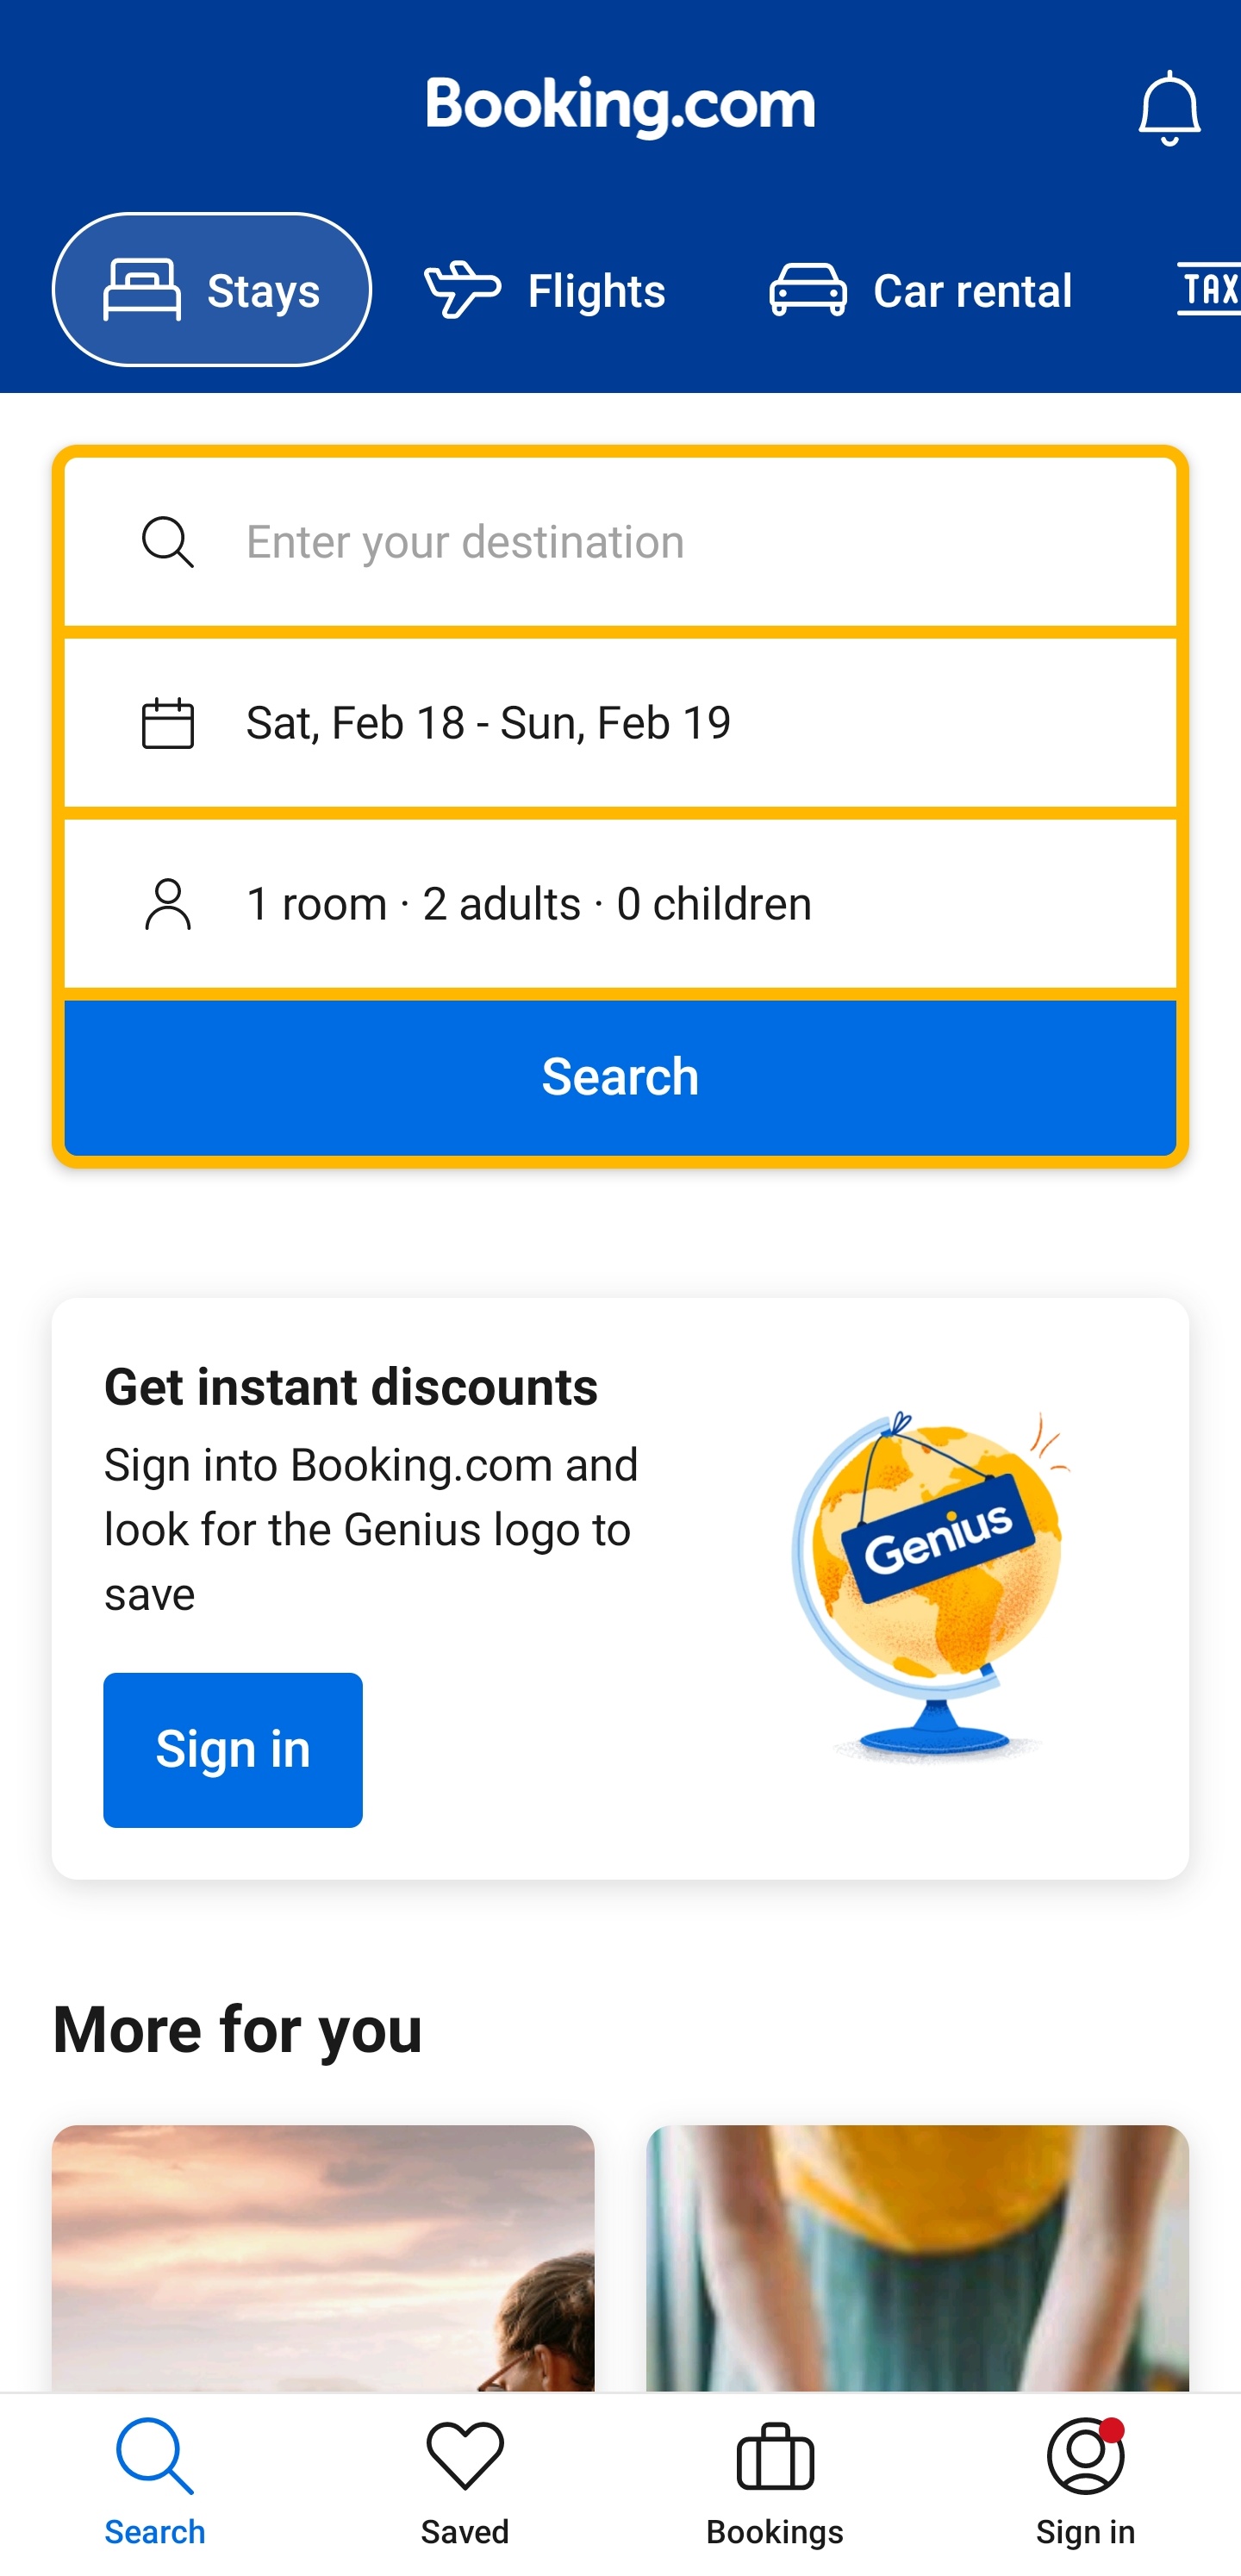 Booking.com
Stays
Flights
Car rental
TAX
Enter your destination
Sat, Feb 18 - Sun, Feb 19
1 room · 2 adults · 0 children
Search
Get instant discounts
Sign into Booking.com and
look for the Genius logo to
save
Genius
Sign in
More for you
Search
Saved
Bookings
Sign in